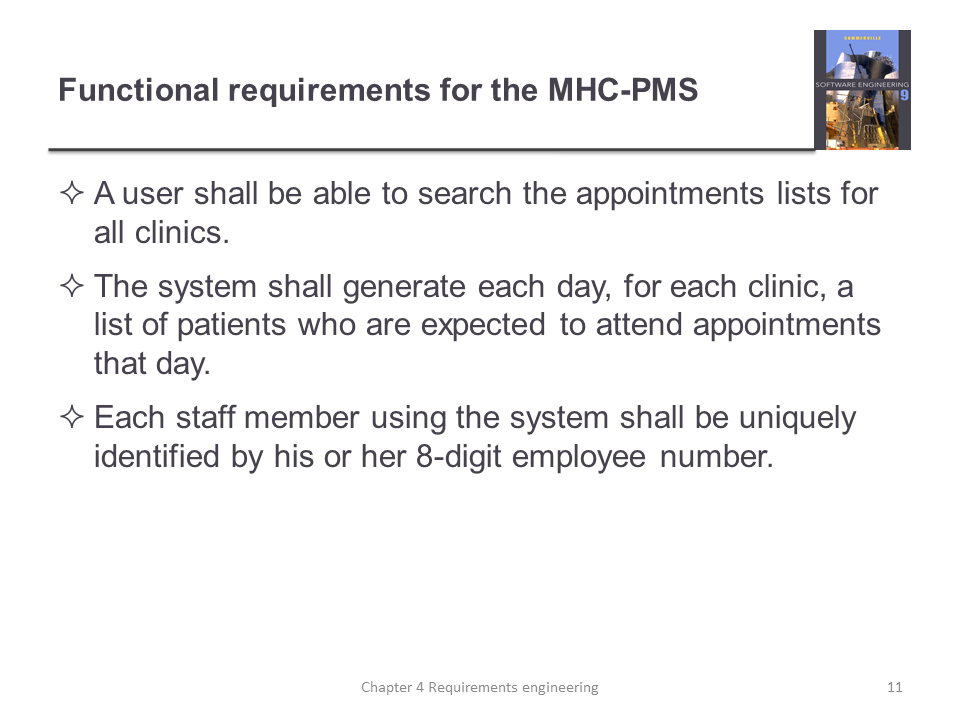 Functional requirements for the MHC-PMS
SOMMERVILLE
SOFTWARE ENGINEERING
9
✧ A user shall be able to search the appointments lists for
all clinics.
✧ The system shall generate each day, for each clinic, a
list of patients who are expected to attend appointments
that day.
✧ Each staff member using the system shall be uniquely
identified by his or her 8-digit employee number.
Chapter 4 Requirements engineering
11